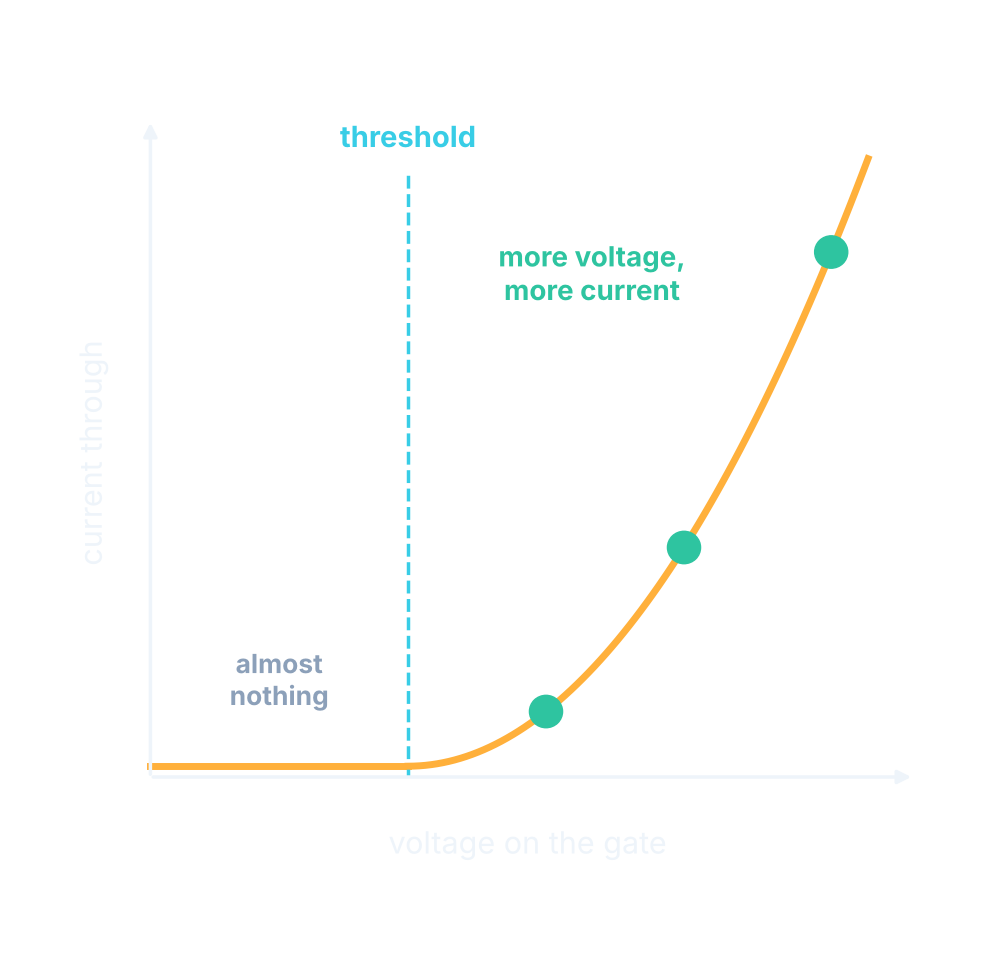 threshold
more voltage,
more current
current through
almost
nothing
voltage on the gate